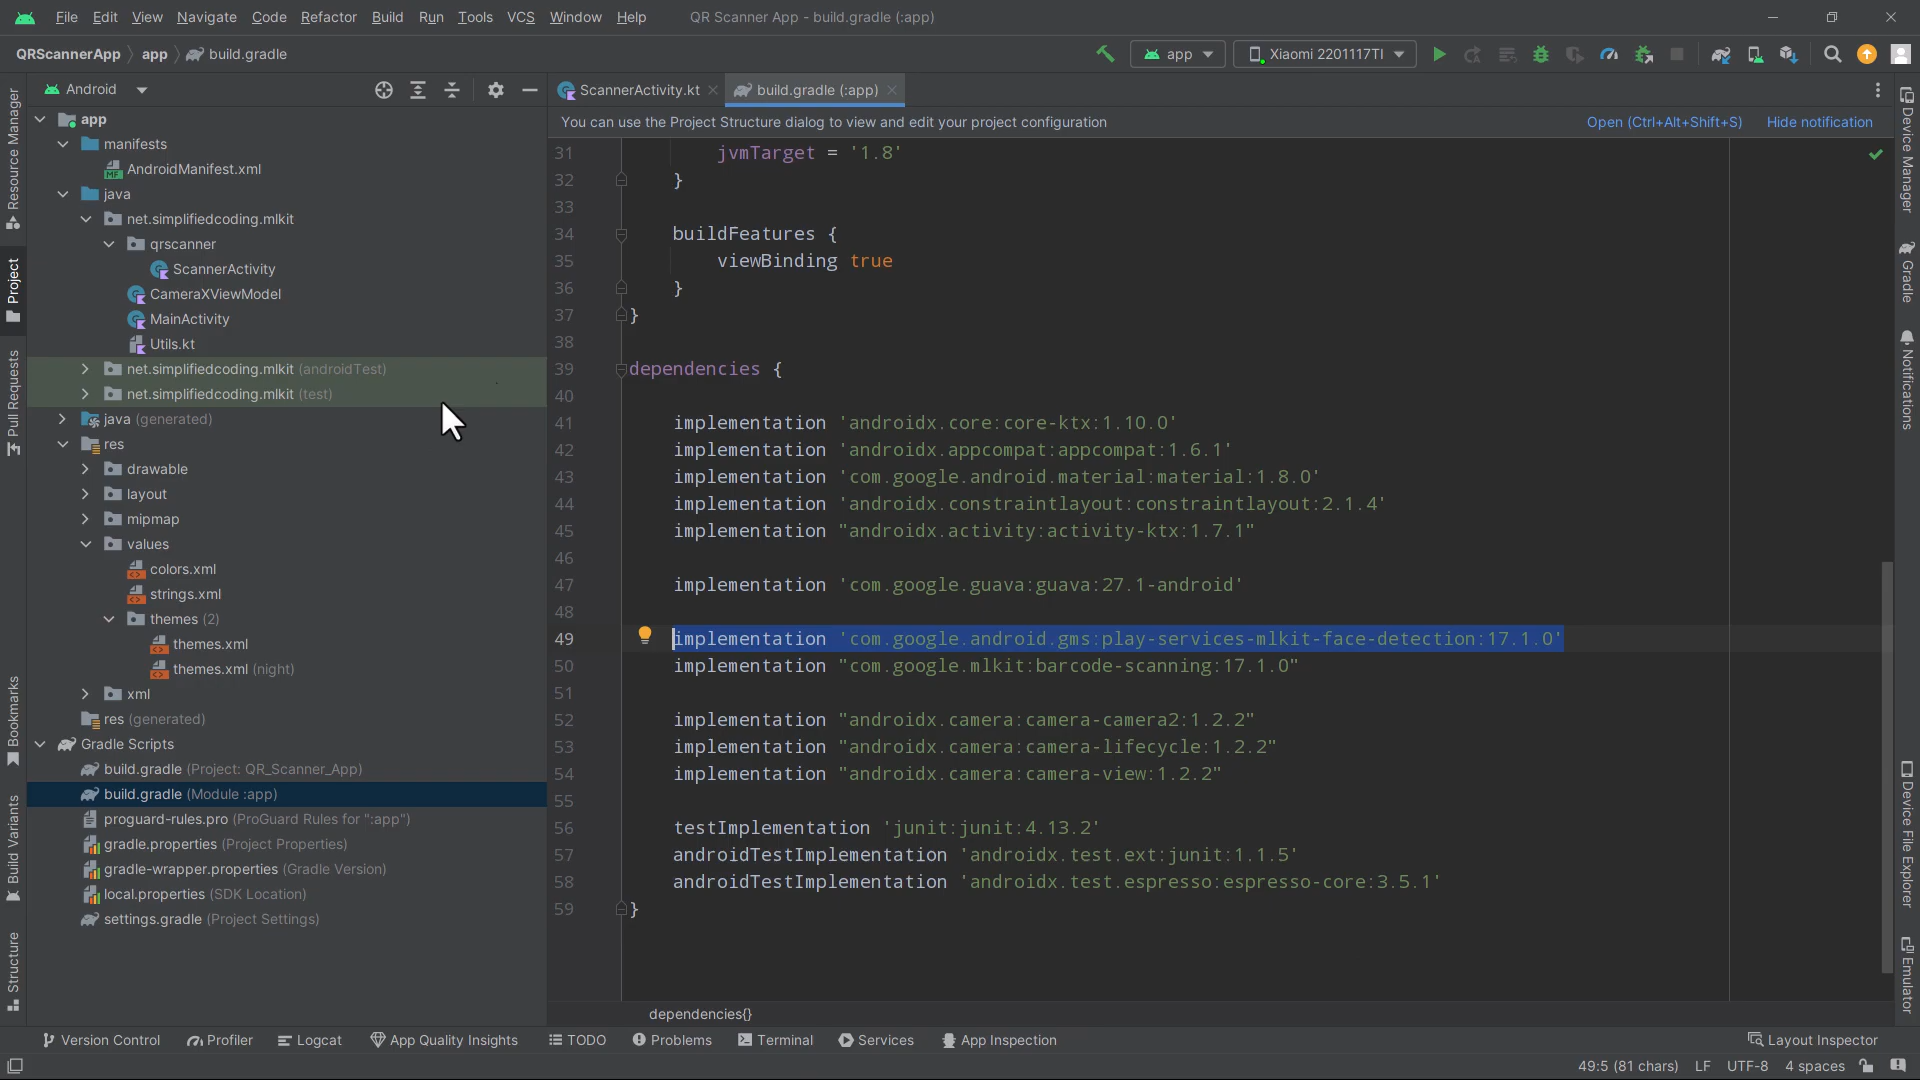 File Edit View Navigate Code Refactor Build Run Tools VCS Window Help QR Scanner App - build.gradle (:app)
QRScannerApp app build.gradle
app Xiaomi 2201117TI
Android
ScannerActivity.kt build.gradle (:app)
You can use the Project Structure dialog to view and edit your project configuration Open (Ctrl+Alt+Shift+S) Hide notification
Resource Manager
Project
Pull Requests
Bookmarks
Build Variants
Structure
app
manifests
AndroidManifest.xml
java
net.simplifiedcoding.mlkit
qrscanner
ScannerActivity
CameraXViewModel
MainActivity
Utils.kt
net.simplifiedcoding.mlkit (androidTest)
net.simplifiedcoding.mlkit (test)
java (generated)
res
drawable
layout
mipmap
values
colors.xml
strings.xml
themes (2)
themes.xml
themes.xml (night)
xml
res (generated)
Gradle Scripts
build.gradle (Project: QR_Scanner_App)
build.gradle (Module :app)
proguard-rules.pro (ProGuard Rules for ":app")
gradle.properties (Project Properties)
gradle-wrapper.properties (Gradle Version)
local.properties (SDK Location)
settings.gradle (Project Settings)
31 jvmTarget = '1.8'
32 }
33
34 buildFeatures {
35 viewBinding true
36 }
37 }
38
39 dependencies {
40
41 implementation 'androidx.core:core-ktx:1.10.0'
42 implementation 'androidx.appcompat:appcompat:1.6.1'
43 implementation 'com.google.android.material:material:1.8.0'
44 implementation 'androidx.constraintlayout:constraintlayout:2.1.4'
45 implementation "androidx.activity:activity-ktx:1.7.1"
46
47 implementation 'com.google.guava:guava:27.1-android'
48
49 implementation 'com.google.android.gms:play-services-mlkit-face-detection:17.1.0'
50 implementation "com.google.mlkit:barcode-scanning:17.1.0"
51
52 implementation "androidx.camera:camera-camera2:1.2.2"
53 implementation "androidx.camera:camera-lifecycle:1.2.2"
54 implementation "androidx.camera:camera-view:1.2.2"
55
56 testImplementation 'junit:junit:4.13.2'
57 androidTestImplementation 'androidx.test.ext:junit:1.1.5'
58 androidTestImplementation 'androidx.test.espresso:espresso-core:3.5.1'
59 }
dependencies{}
Device Manager
Gradle
Notifications
Device File Explorer
Emulator
Version Control Profiler Logcat App Quality Insights TODO Problems Terminal Services App Inspection Layout Inspector
49:5 (81 chars) LF UTF-8 4 spaces